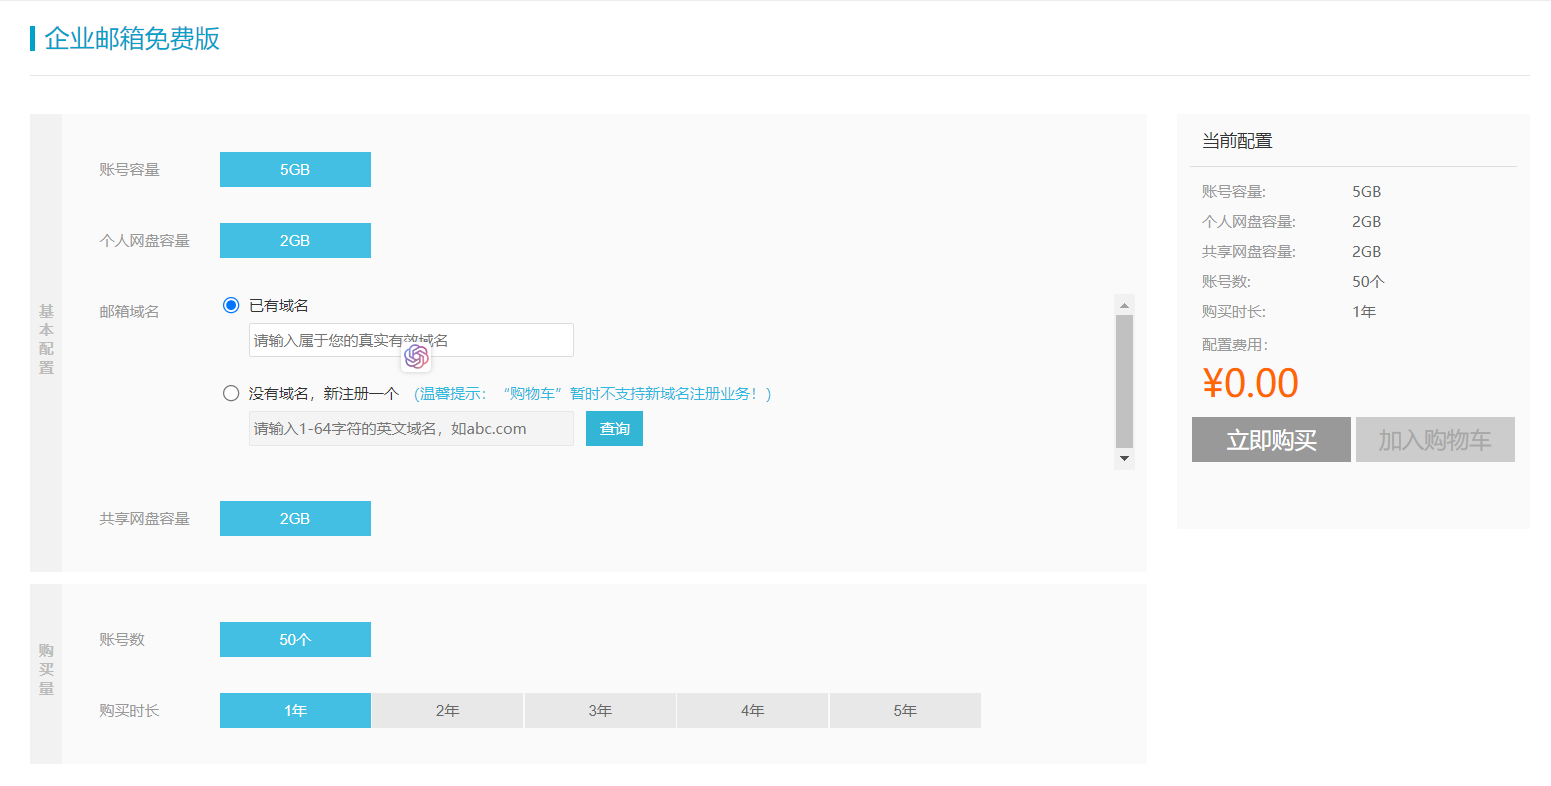 企业邮箱免费版
基本配置
账号容量
5GB
个人网盘容量
2GB
邮箱域名
已有域名
请输入属于您的真实有效域名
没有域名，新注册一个 （温馨提示：“购物车”暂时不支持新域名注册业务！）
请输入1-64字符的英文域名，如abc.com
查询
共享网盘容量
2GB
购买量
账号数
50个
购买时长
1年 2年 3年 4年 5年
当前配置
账号容量: 5GB
个人网盘容量: 2GB
共享网盘容量: 2GB
账号数: 50个
购买时长: 1年
配置费用：
¥0.00
立即购买 加入购物车